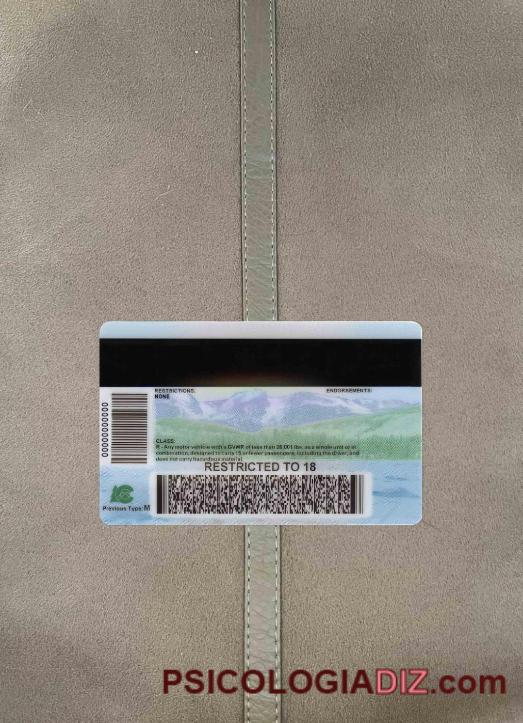 RESTRICTIONS:
NONE
ENDORSEMENTS:
00000000000
CLASS:
R - Any motor vehicle with a GVWR of less than 26,001 lbs. as a whole unit or in
combination, designed to carry 15 or fewer passengers, including the driver, and
does not carry hazardous material.
RESTRICTED TO 18
Previous Type: M
PSICOLOGIADIZ.com